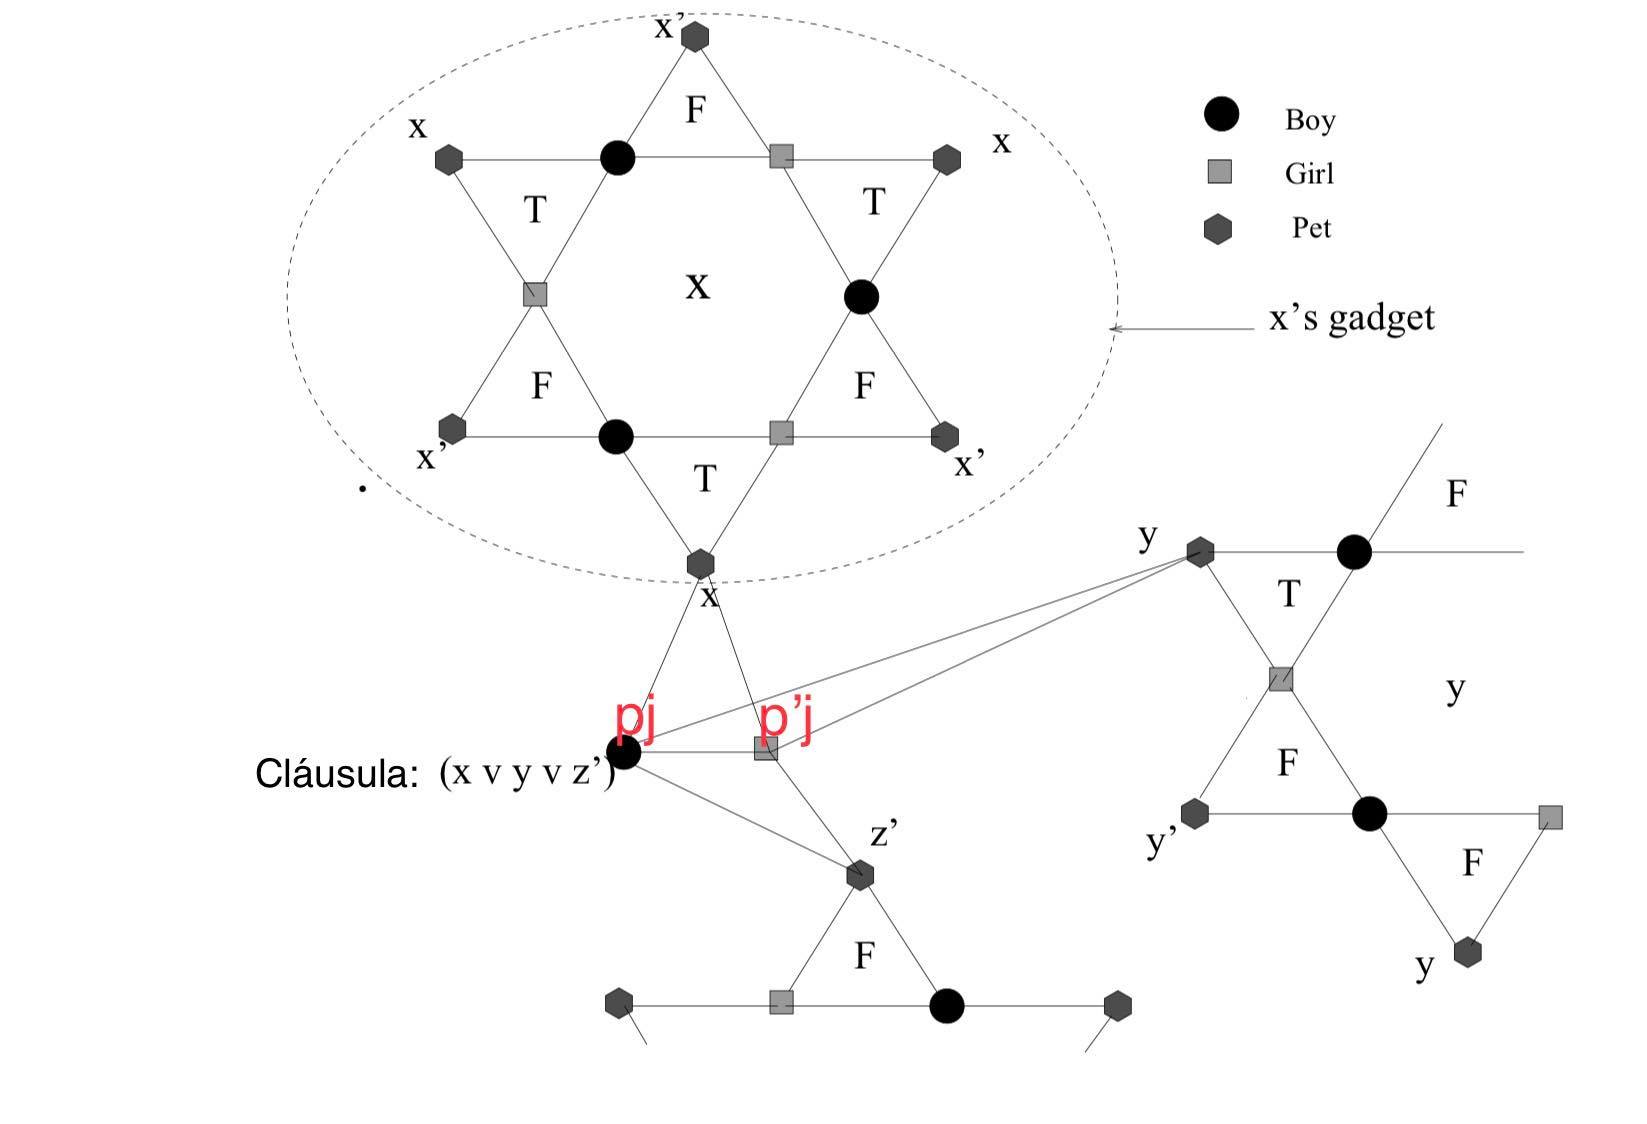 x’
x
F
x
Boy
T
T
Girl
Pet
x
x’s gadget
F
F
x’
T
x’
F
y
x
T
y
pj
p’j
Cláusula: (x v y v z’)
F
z’
y’
F
F
y